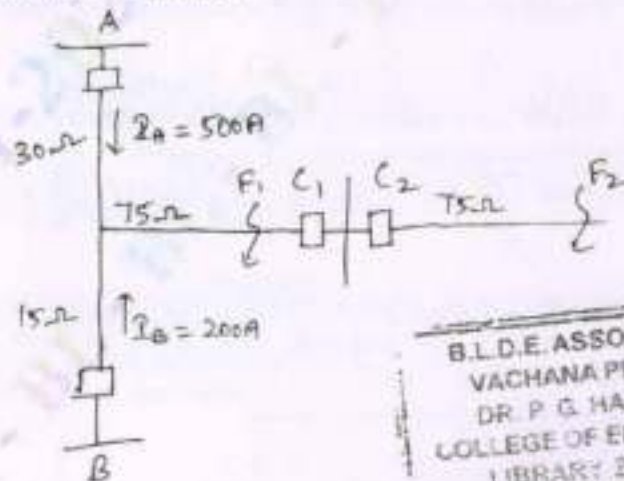 A
30Ω
I_A = 500A
75Ω
F₁
C₁
C₂
75Ω
F₂
15Ω
I_B = 200A
B
B.L.D.E. ASSO
VACHANA
DR. P. G. HA
COLLEGE OF
LIBRARY